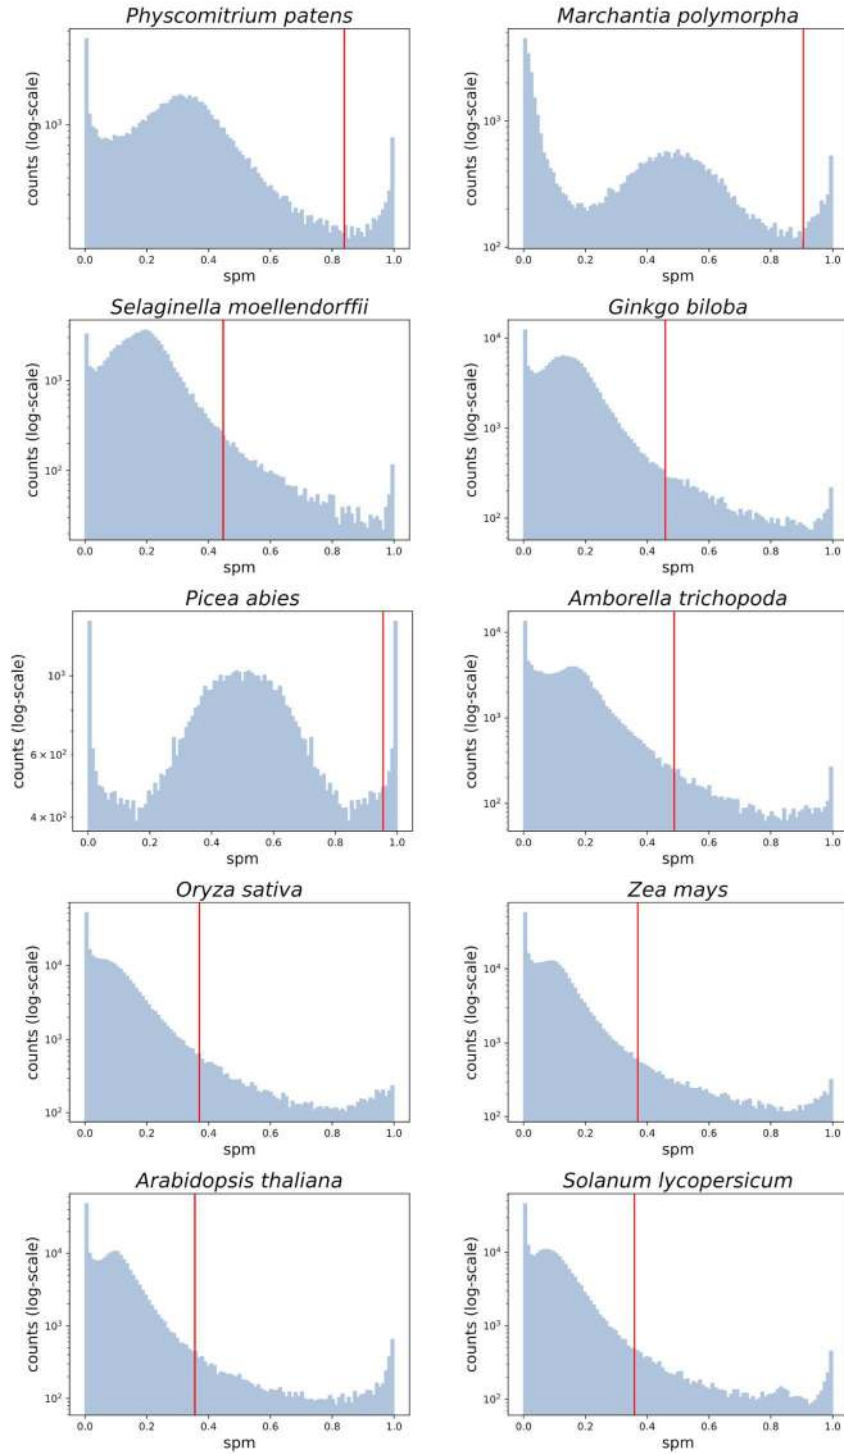 Physcomitrium patens
counts (log-scale)
10³
0.0 0.2 0.4 0.6 0.8 1.0
spm
Marchantia polymorpha
counts (log-scale)
10³
10²
0.0 0.2 0.4 0.6 0.8 1.0
spm
Selaginella moellendorffii
counts (log-scale)
10³
10²
0.0 0.2 0.4 0.6 0.8 1.0
spm
Ginkgo biloba
counts (log-scale)
10⁴
10³
10²
0.0 0.2 0.4 0.6 0.8 1.0
spm
Picea abies
counts (log-scale)
10³
6 × 10²
4 × 10²
0.0 0.2 0.4 0.6 0.8 1.0
spm
Amborella trichopoda
counts (log-scale)
10⁴
10³
10²
0.0 0.2 0.4 0.6 0.8 1.0
spm
Oryza sativa
counts (log-scale)
10⁴
10³
10²
0.0 0.2 0.4 0.6 0.8 1.0
spm
Zea mays
counts (log-scale)
10⁴
10³
10²
0.0 0.2 0.4 0.6 0.8 1.0
spm
Arabidopsis thaliana
counts (log-scale)
10⁴
10³
10²
0.0 0.2 0.4 0.6 0.8 1.0
spm
Solanum lycopersicum
counts (log-scale)
10⁴
10³
10²
0.0 0.2 0.4 0.6 0.8 1.0
spm